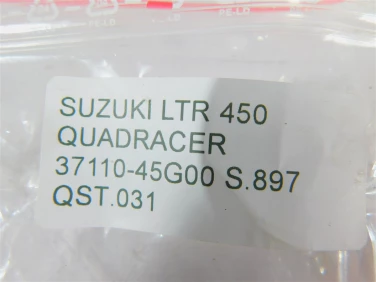 SUZUKI LTR 450
QUADRACER
37110-45G00 S.897
QST.031